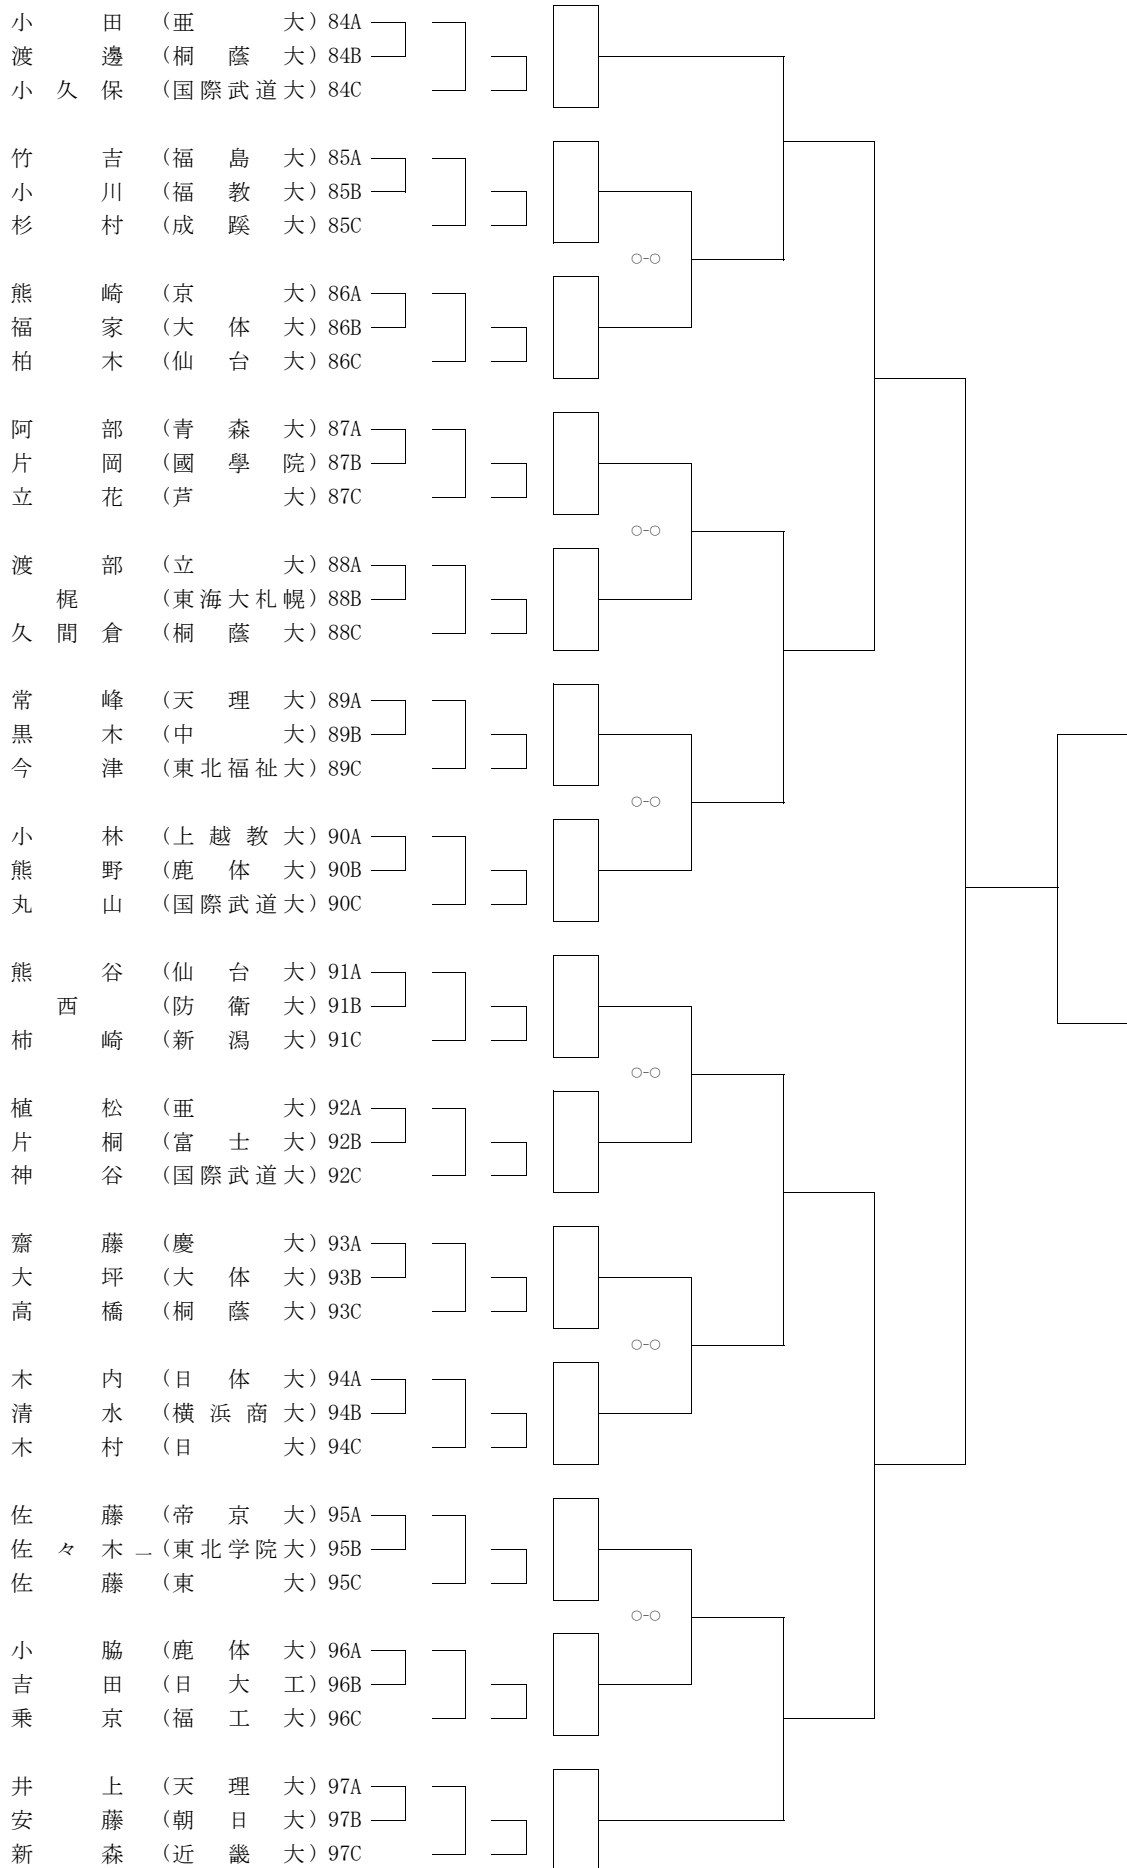 小田（亜大）84A
渡邊（桐蔭大）84B
小久保（国際武道大）84C
竹吉（福島大）85A
小川（福教大）85B
杉村（成蹊大）85C
○-○
熊崎（京大）86A
福家（大体大）86B
柏木（仙台大）86C
阿部（青森大）87A
片岡（國學院）87B
立花（芦大）87C
○-○
渡部（立大）88A
梶（東海大札幌）88B
久間倉（桐蔭大）88C
常峰（天理大）89A
黒木（中大）89B
今津（東北福祉大）89C
○-○
小林（上越教大）90A
熊野（鹿体大）90B
丸山（国際武道大）90C
熊谷（仙台大）91A
西（防衛大）91B
柿崎（新潟大）91C
○-○
植松（亜大）92A
片桐（富士大）92B
神谷（国際武道大）92C
齋藤（慶大）93A
大坪（大体大）93B
高橋（桐蔭大）93C
○-○
木内（日体大）94A
清水（横浜商大）94B
木村（日大）94C
佐藤（帝京大）95A
佐々木一（東北学院大）95B
佐藤（東大）95C
○-○
小脇（鹿体大）96A
吉田（日大工）96B
乗京（福工大）96C
井上（天理大）97A
安藤（朝日大）97B
新森（近畿大）97C